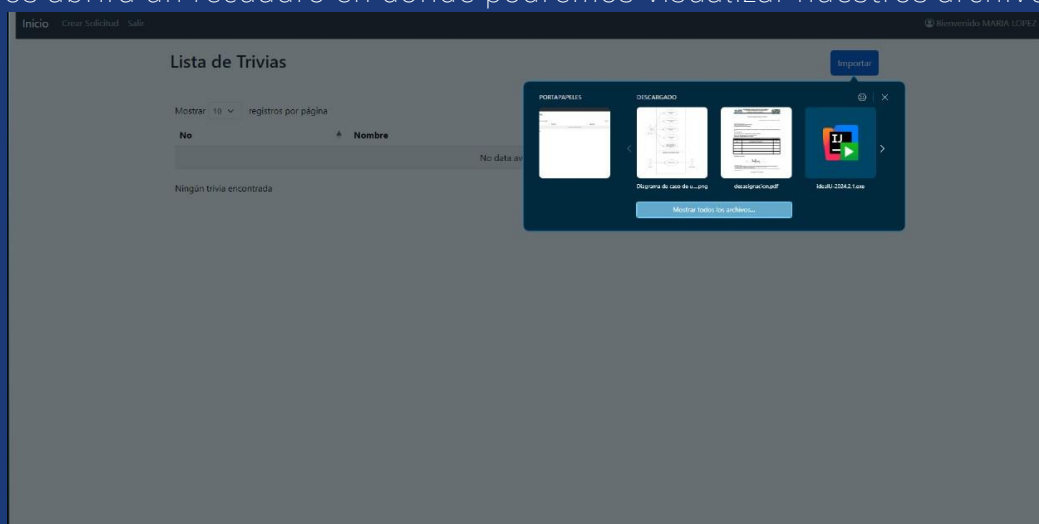 se abrirá un recuadro en donde podremos visualizar nuestros archivo
Inicio Crear Solicitud Salir Bienvenido MARIA LOPEZ
Lista de Trivias
Importar
PORTAPAPELES DESCARGADO
Mostrar 10 registros por página
No Nombre
No data av
Ningún trivia encontrada
Diagrama de caso de u...png desasignacion.pdf ideaIU-2024.2.1.exe
Mostrar todos los archivos...